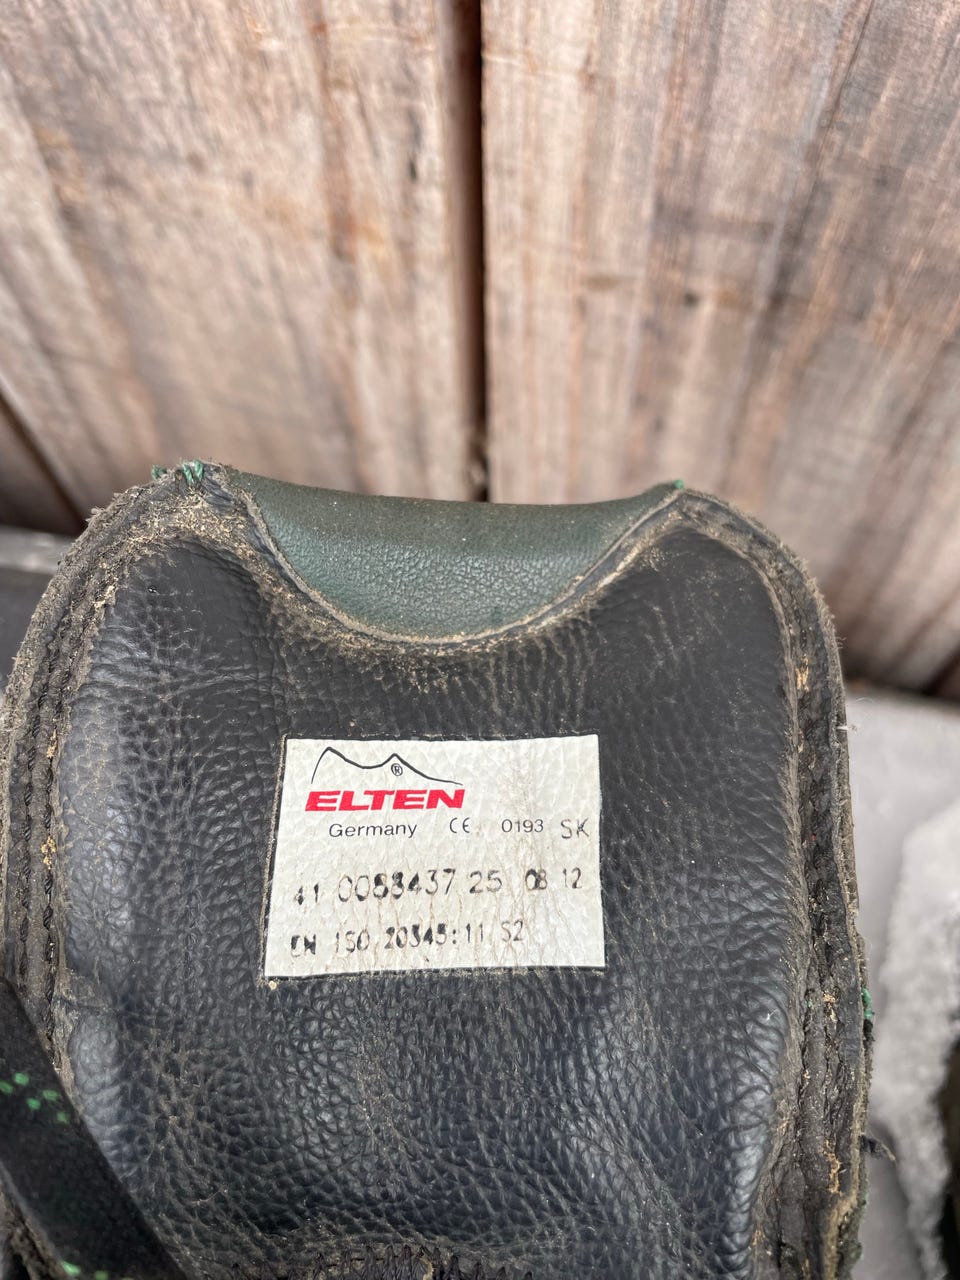 ®
ELTEN
Germany CE 0193 SK
41 0083437 25 08 12
EN ISO 20345:11 S2